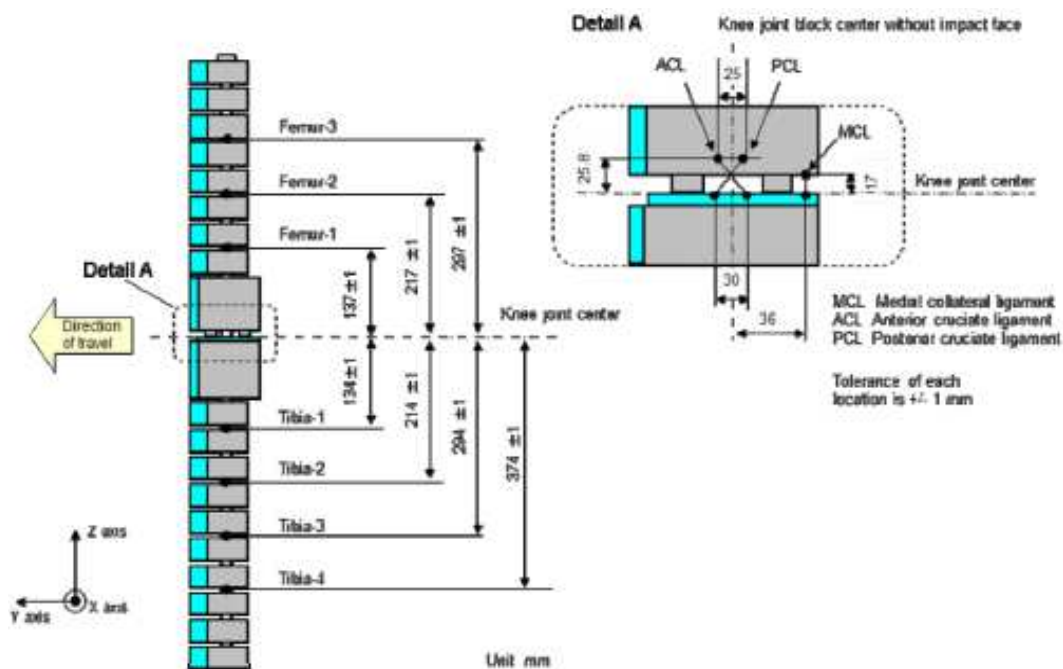 Detail A
Knee joint block center without impact face
ACL
25
PCL
MCL
25.8
17
Knee joint center
30
36
MCL Medial collateral ligament
ACL Anterior cruciate ligament
PCL Posterior cruciate ligament
Tolerance of each
location is +/- 1 mm
Femur-3
Femur-2
Femur-1
Detail A
137±1
217 ±1
297 ±1
Direction
of travel
Knee joint center
134±1
214 ±1
294 ±1
374 ±1
Tibia-1
Tibia-2
Tibia-3
Tibia-4
Z axis
X axis
Y axis
Unit mm